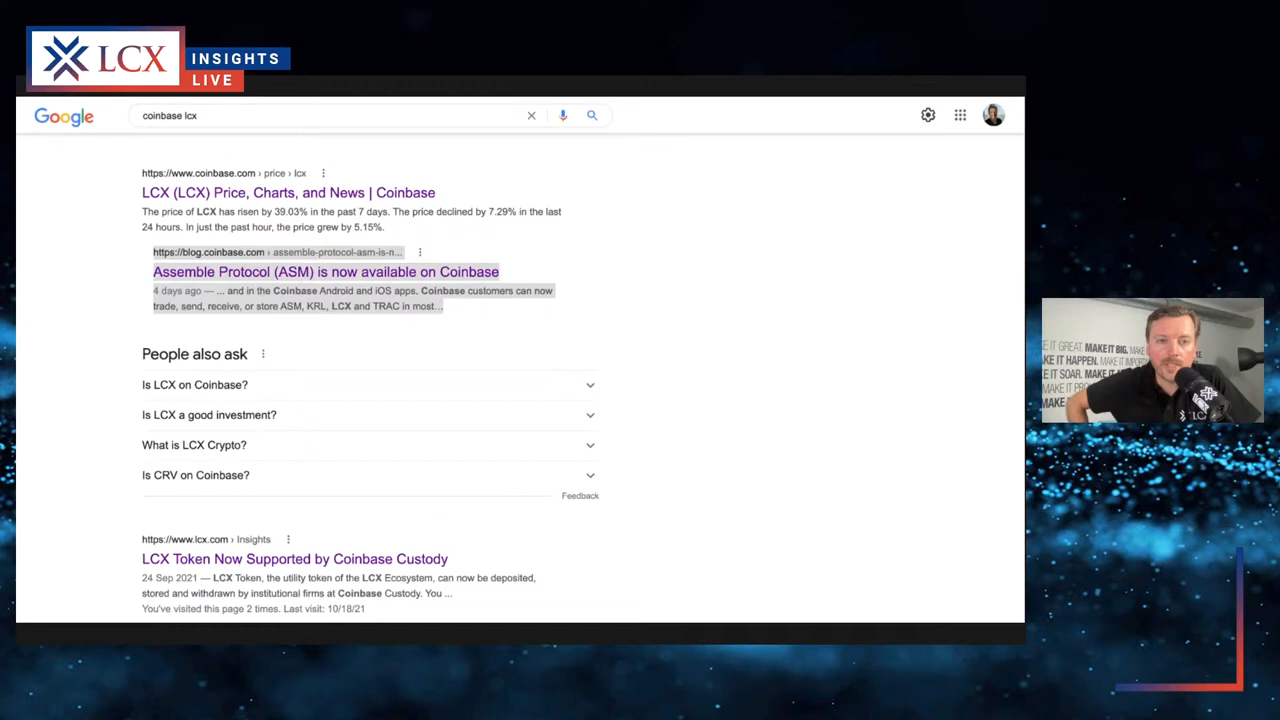 LCX
INSIGHTS
LIVE
Google
coinbase lcx
https://www.coinbase.com › price › lcx
LCX (LCX) Price, Charts, and News | Coinbase
The price of LCX has risen by 39.03% in the past 7 days. The price declined by 7.29% in the last
24 hours. In just the past hour, the price grew by 5.15%.
https://blog.coinbase.com › assemble-protocol-asm-is-n...
Assemble Protocol (ASM) is now available on Coinbase
4 days ago — ... and in the Coinbase Android and iOS apps. Coinbase customers can now
trade, send, receive, or store ASM, KRL, LCX and TRAC in most...
People also ask
Is LCX on Coinbase?
Is LCX a good investment?
What is LCX Crypto?
Is CRV on Coinbase?
Feedback
https://www.lcx.com › Insights
LCX Token Now Supported by Coinbase Custody
24 Sep 2021 — LCX Token, the utility token of the LCX Ecosystem, can now be deposited,
stored and withdrawn by institutional firms at Coinbase Custody. You ...
You've visited this page 2 times. Last visit: 10/18/21
IT GREAT. MAKE IT BIG.
IT HAPPEN. MAKE IT
IT SOAR. MAKE
MAKE IT
LCX